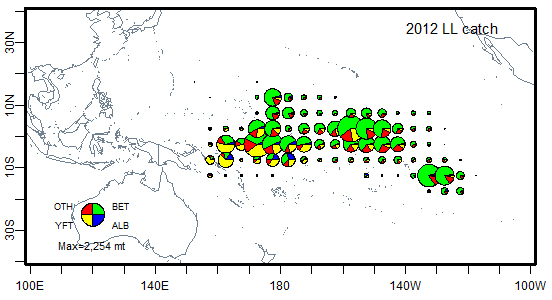 2012 LL catch
30N
10N
10S
30S
OTH BET
YFT ALB
Max=2,254 mt
100E 140E 180 140W 100W